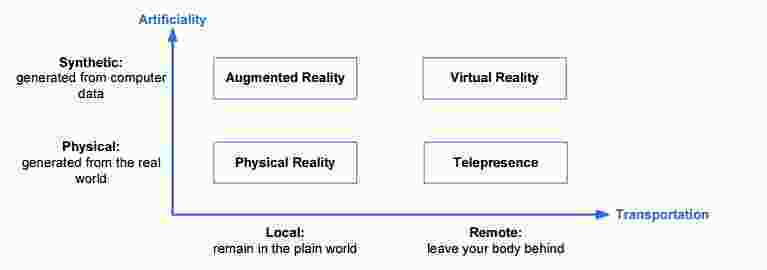 Artificiality
Synthetic:
generated from computer
data
Augmented Reality
Virtual Reality
Physical:
generated from the real
world
Physical Reality
Telepresence
Transportation
Local:
remain in the plain world
Remote:
leave your body behind